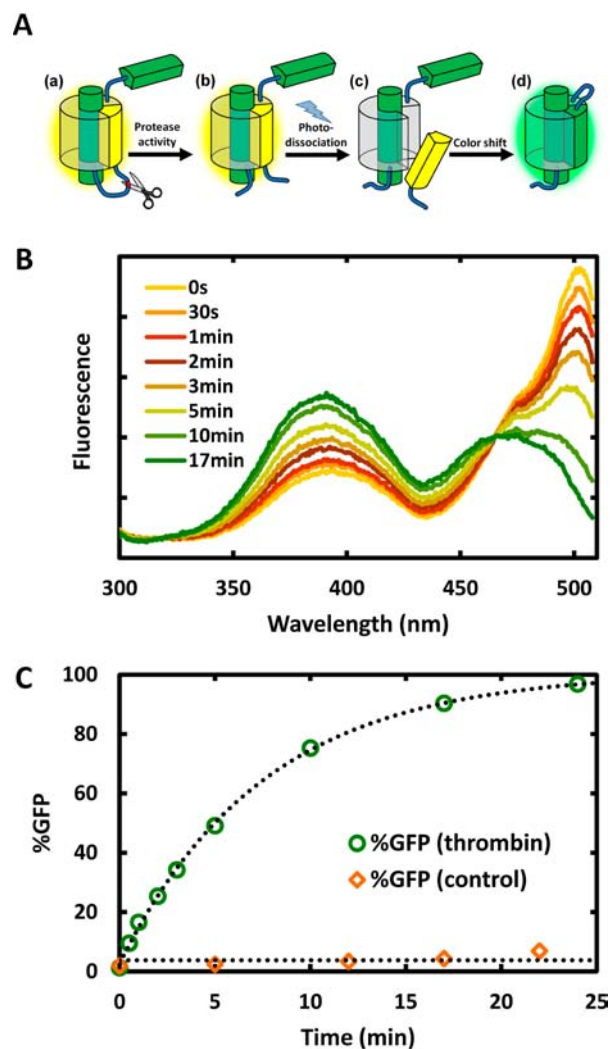 A
(a)
(b)
(c)
(d)
Protease
activity
Photo-
dissociation
Color shift
B
0s
30s
1min
2min
3min
5min
10min
17min
Fluorescence
300
350
400
450
500
Wavelength (nm)
C
100
80
60
40
20
0
%GFP
%GFP (thrombin)
%GFP (control)
0
5
10
15
20
25
Time (min)